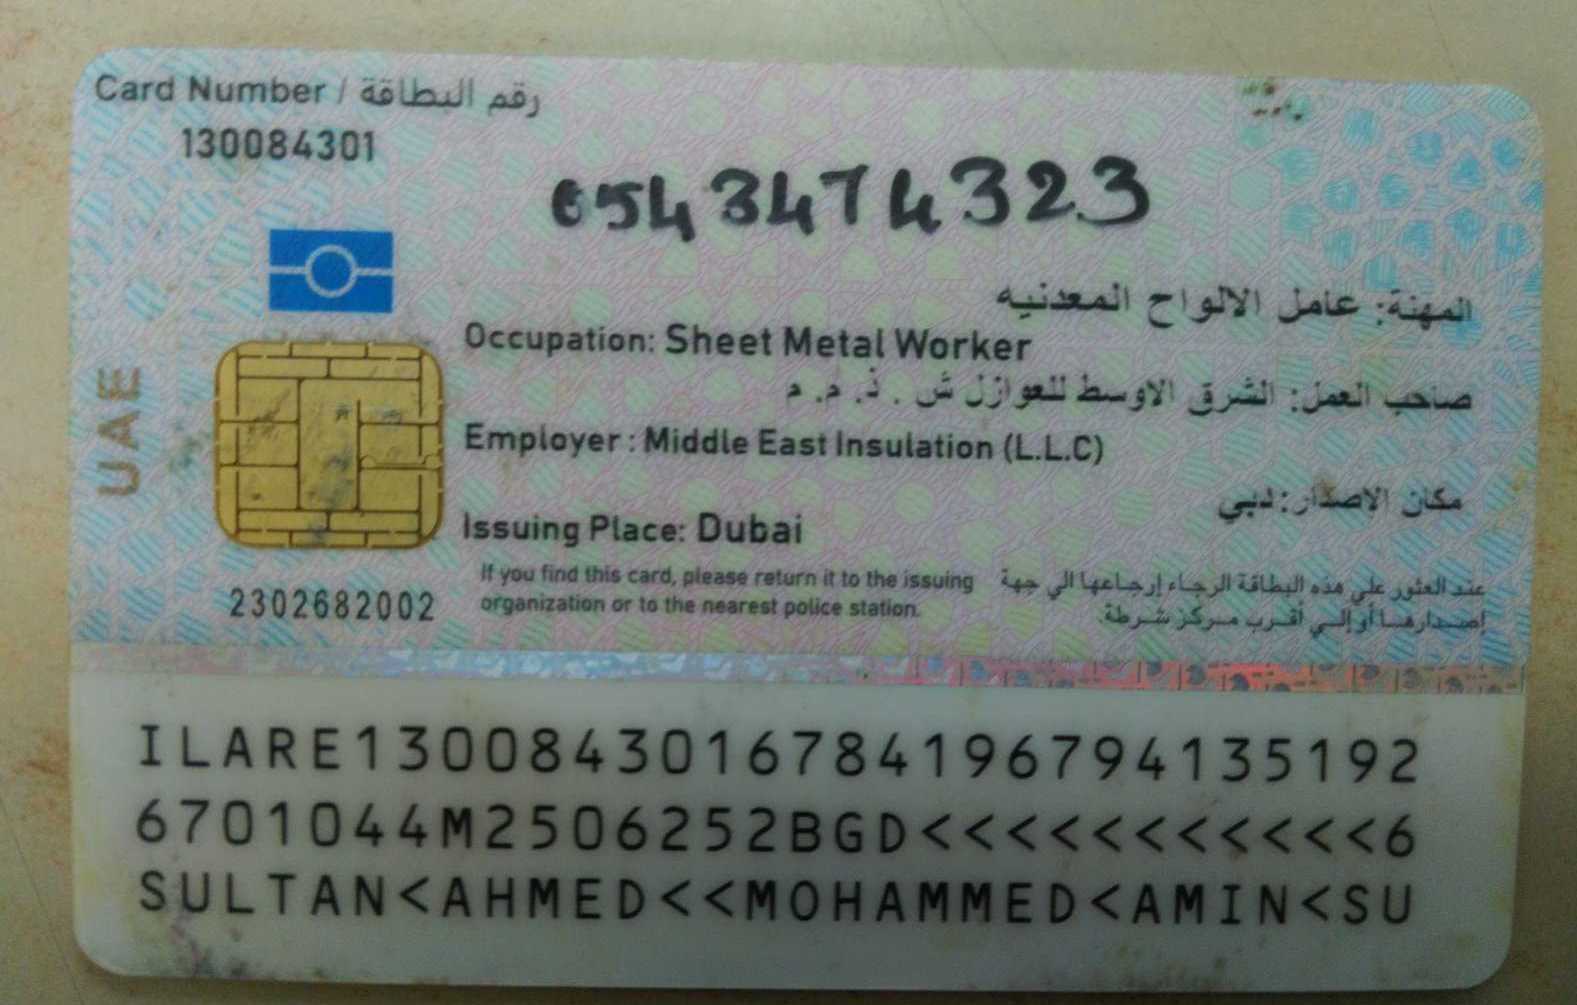 Card Number / رقم البطاقة
130084301
0543474323
المهنة: عامل الالواح المعدنيه
Occupation: Sheet Metal Worker
صاحب العمل: الشرق الاوسط للعوازل ش . ذ. م. م
Employer : Middle East Insulation (L.L.C)
مكان الاصدار: دبي
Issuing Place: Dubai
If you find this card, please return it to the issuing
organization or to the nearest police station.
عند العثور علي هذه البطاقة الرجاء إرجاعها الي جهة
إصدارها أو إلي أقرب مركز شرطة.
UAE
2302682002
ILARE1300843016784196794135192
6701044M2506252BGD<<<<<<<<<<<6
SULTAN<AHMED<<MOHAMMED<AMIN<SU